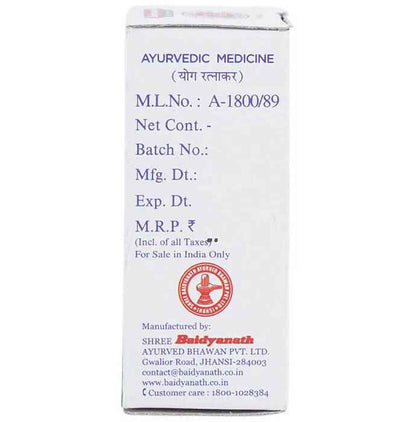 AYURVEDIC MEDICINE
(योग रत्नाकर)
M.L.No.: A-1800/89
Net Cont. -
Batch No.:
Mfg. Dt.:
Exp. Dt.
M.R.P. ₹
(Incl. of all Taxes)
For Sale in India Only
Manufactured by:
SHREE Baidyanath
AYURVED BHAWAN PVT. LTD.
Gwalior Road, JHANSI-284003
contact@baidyanath.co.in
www.baidyanath.co.in
Customer care : 1800-1028384